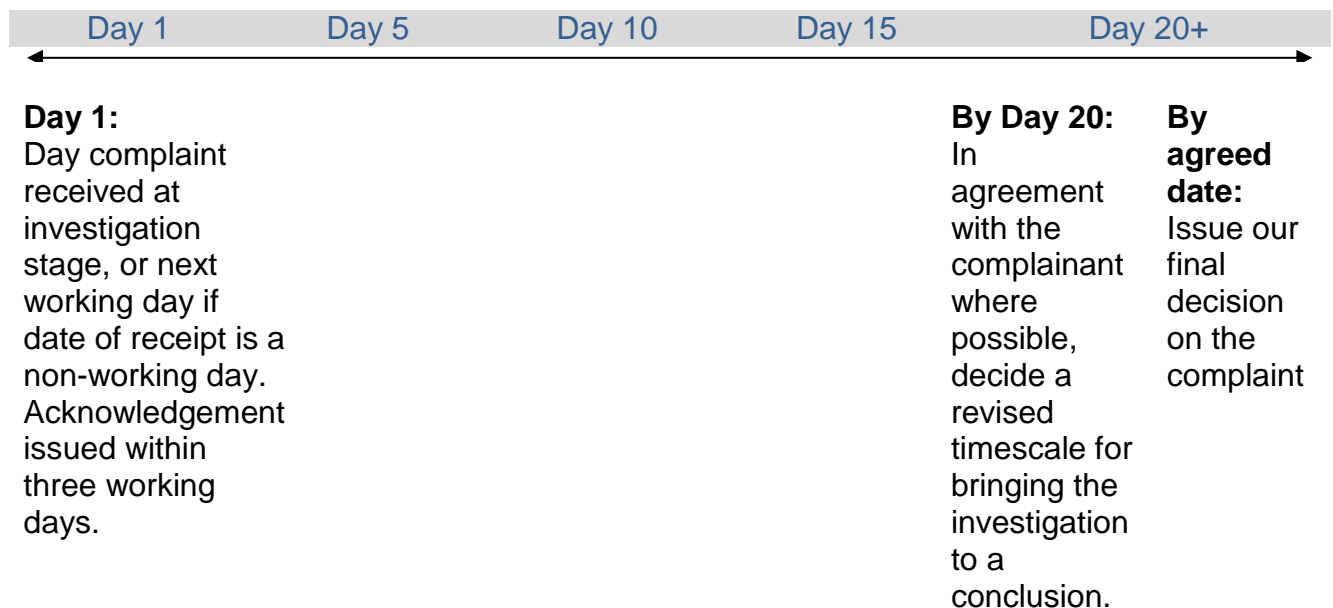 Day 1 Day 5 Day 10 Day 15 Day 20+
Day 1:
Day complaint
received at
investigation
stage, or next
working day if
date of receipt is a
non-working day.
Acknowledgement
issued within
three working
days.
By Day 20:
In
agreement
with the
complainant
where
possible,
decide a
revised
timescale for
bringing the
investigation
to a
conclusion.
By
agreed
date:
Issue our
final
decision
on the
complaint